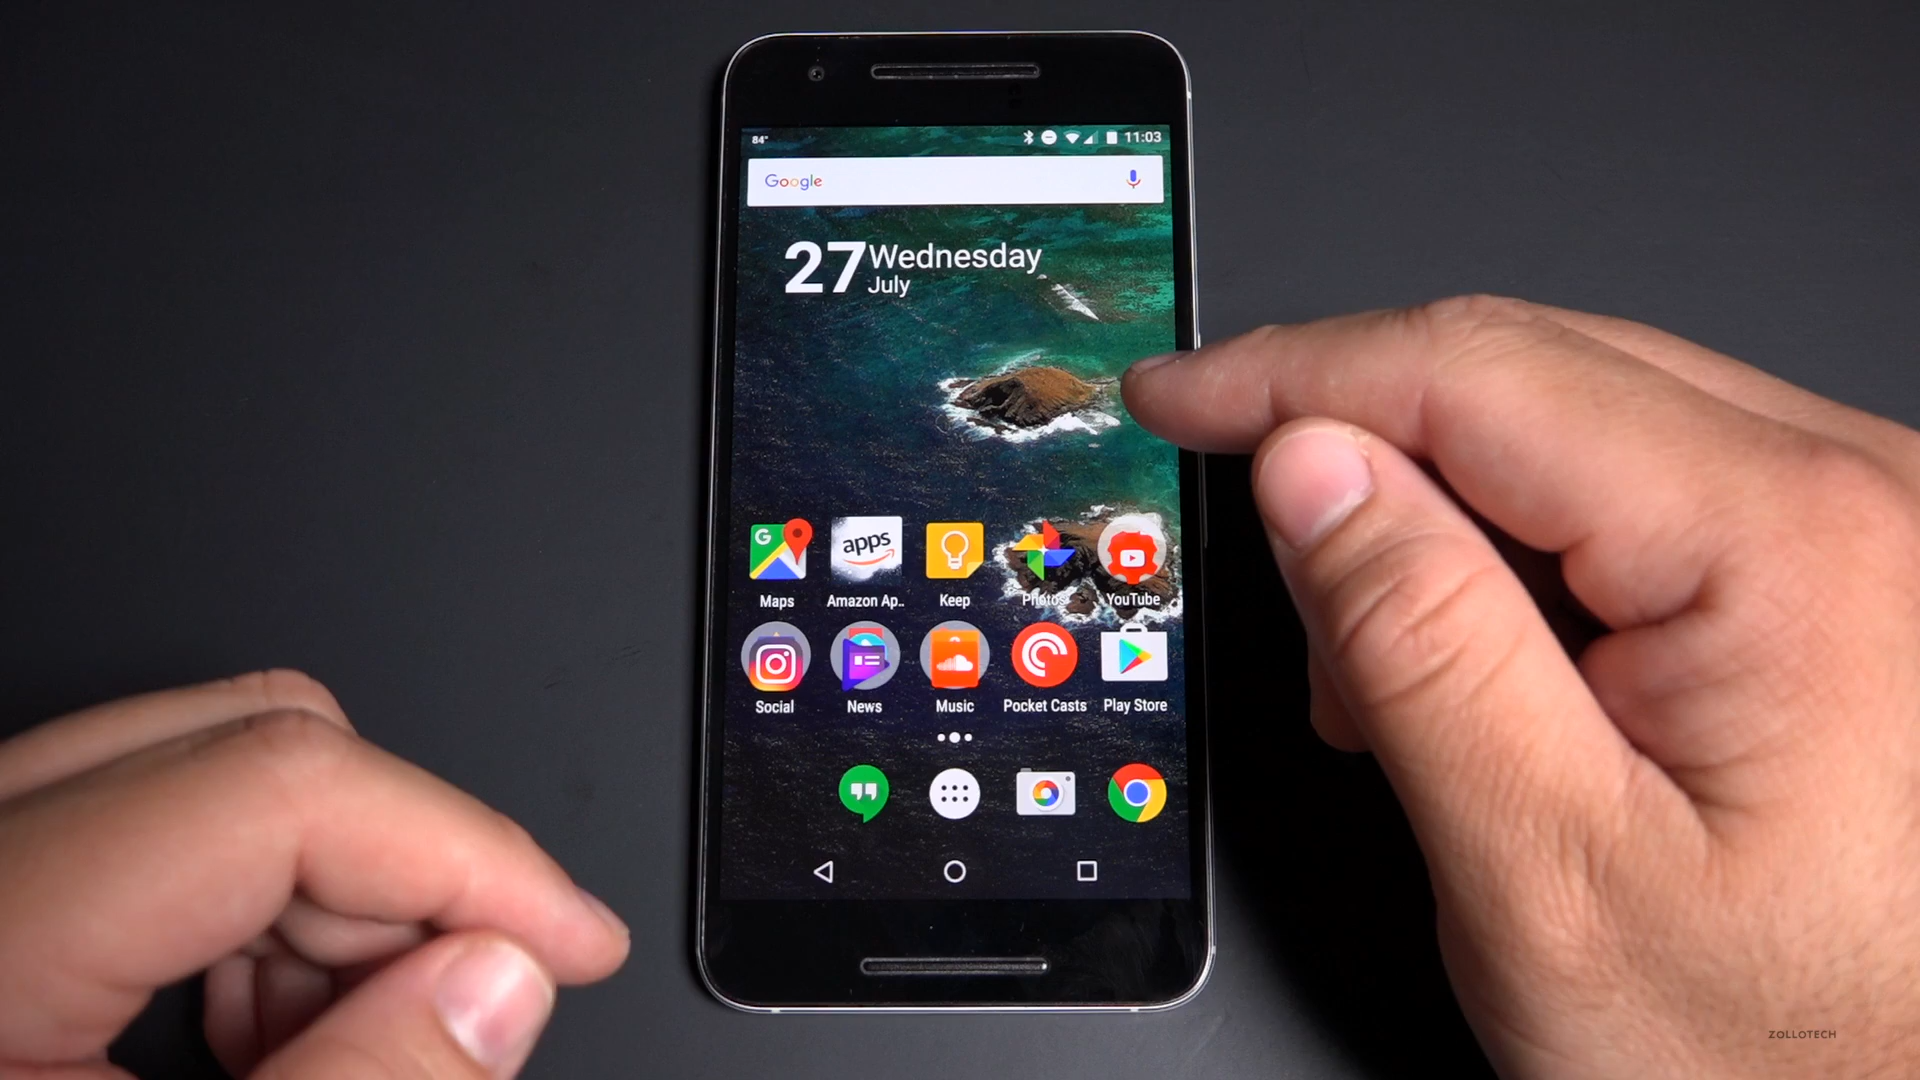 84°
11:03
Google
27
Wednesday
July
G
apps
Maps
Amazon Ap..
Keep
Photos
YouTube
Social
News
Music
Pocket Casts
Play Store
ZOLLOTECH